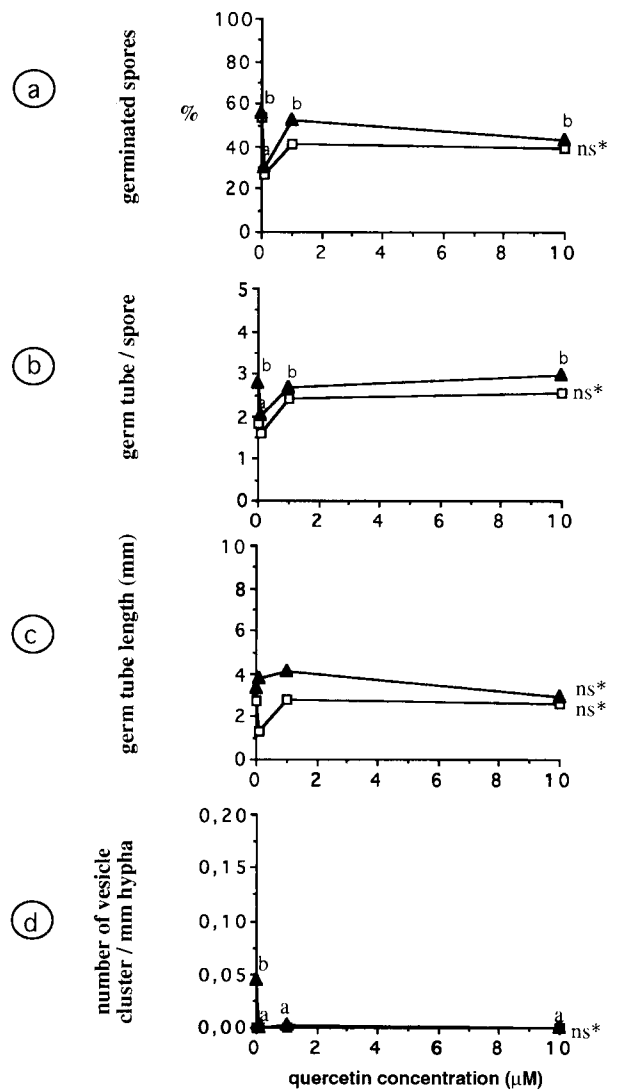 a
germinated spores
%
100
80
60
40
20
0
b
a
b
b
ns*
0 2 4 6 8 10
b
germ tube / spore
5
4
3
2
1
0
b
a
b
b
ns*
0 2 4 6 8 10
c
germ tube length (mm)
10
8
6
4
2
0
ns*
ns*
0 2 4 6 8 10
d
number of vesicle
cluster / mm hypha
0,20
0,15
0,10
0,05
0,00
b
a
a
a
ns*
0 2 4 6 8 10
quercetin concentration (μM)